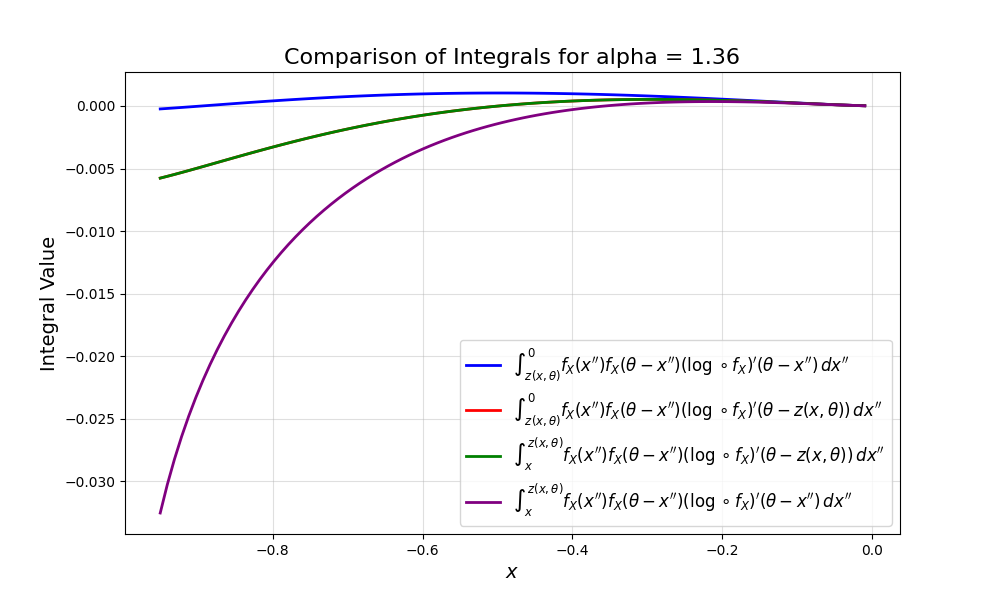 Comparison of Integrals for alpha = 1.36
Integral Value
0.000
−0.005
−0.010
−0.015
−0.020
−0.025
−0.030
∫_{z(x, θ)}^{0} f_X(x″)f_X(θ − x″)(log ∘ f_X)′(θ − x″) dx″
∫_{z(x, θ)}^{0} f_X(x″)f_X(θ − x″)(log ∘ f_X)′(θ − z(x, θ)) dx″
∫_{x}^{z(x, θ)} f_X(x″)f_X(θ − x″)(log ∘ f_X)′(θ − z(x, θ)) dx″
∫_{x}^{z(x, θ)} f_X(x″)f_X(θ − x″)(log ∘ f_X)′(θ − x″) dx″
−0.8 −0.6 −0.4 −0.2 0.0
x